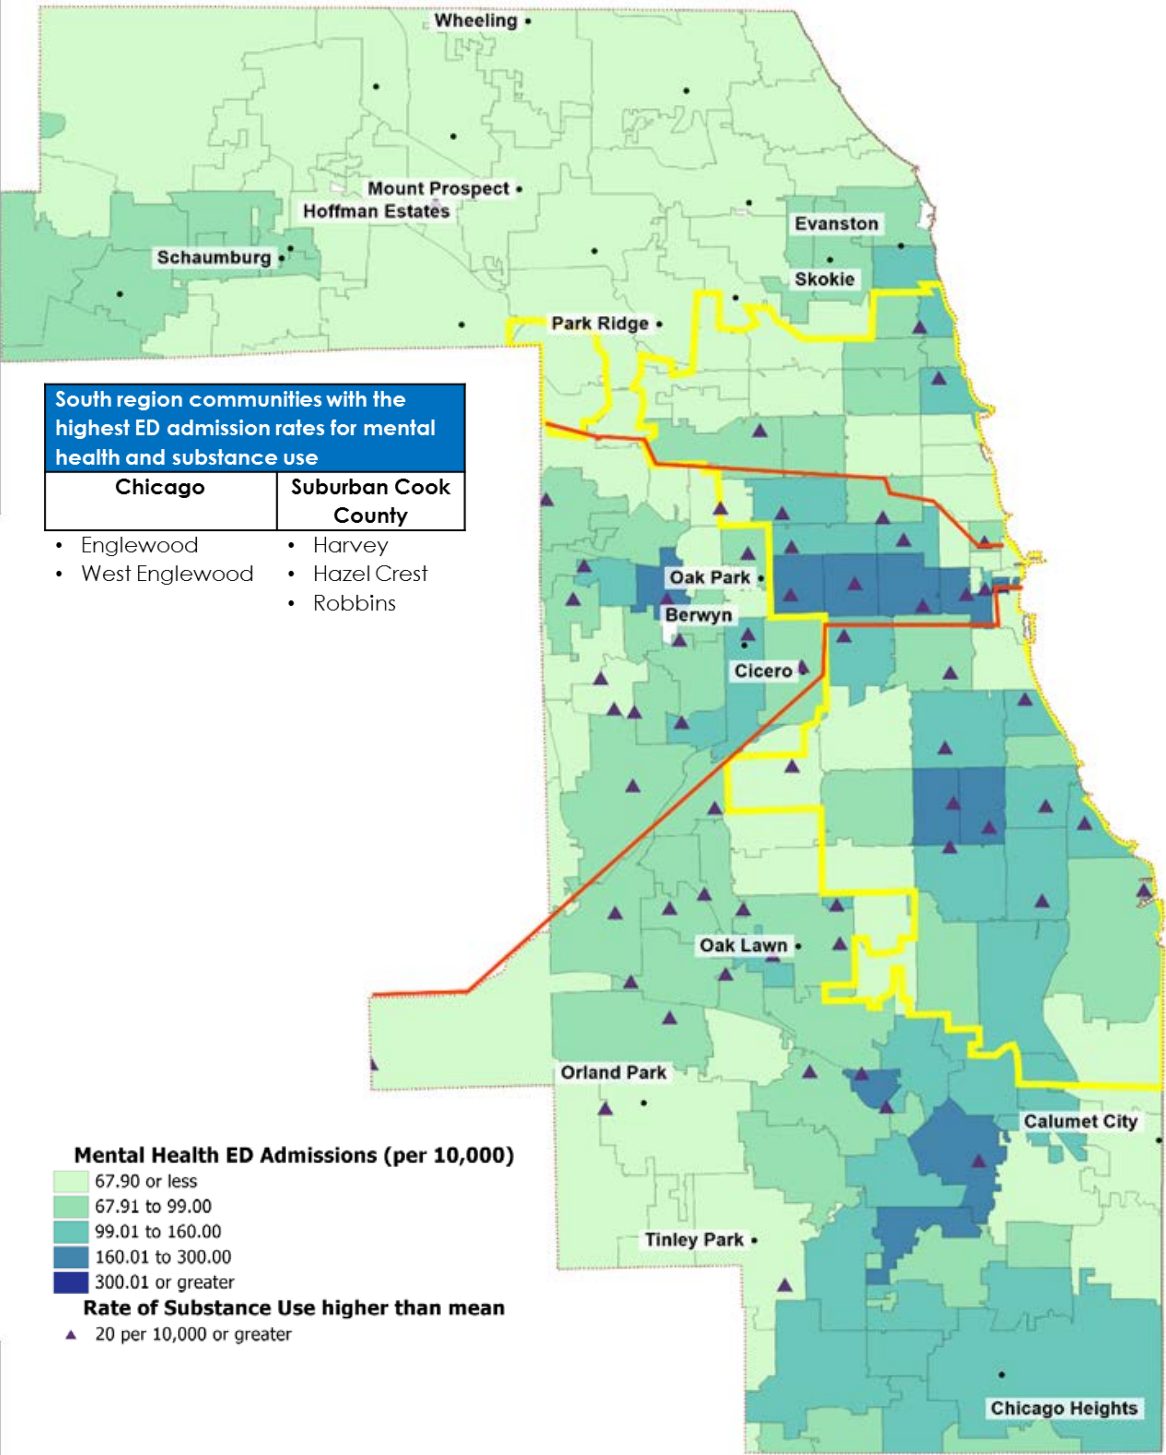 Wheeling
Mount Prospect
Hoffman Estates
Evanston
Schaumburg
Skokie
Park Ridge
South region communities with the
highest ED admission rates for mental
health and substance use
Chicago
Suburban Cook
County
• Englewood
• West Englewood
• Harvey
• Hazel Crest
• Robbins
Oak Park
Berwyn
Cicero
Oak Lawn
Orland Park
Calumet City
Tinley Park
Chicago Heights
Mental Health ED Admissions (per 10,000)
67.90 or less
67.91 to 99.00
99.01 to 160.00
160.01 to 300.00
300.01 or greater
Rate of Substance Use higher than mean
20 per 10,000 or greater